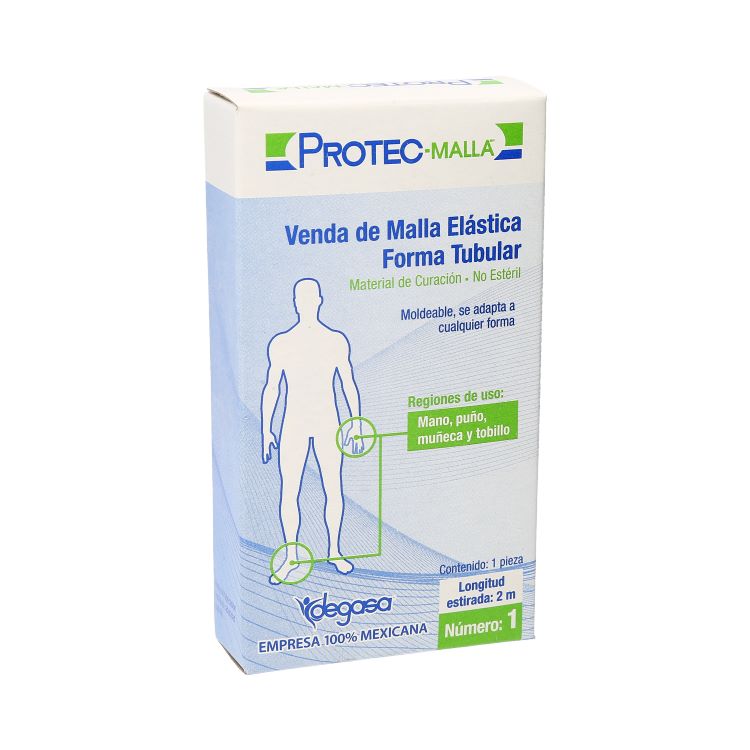 PROTEC-MALLA
Venda de Malla Elástica
Forma Tubular
Material de Curación • No Estéril
Moldeable, se adapta a
cualquier forma
Regiones de uso:
Mano, puño,
muñeca y tobillo
Contenido: 1 pieza
Longitud
estirada: 2 m
Número: 1
degasa
EMPRESA 100% MEXICANA